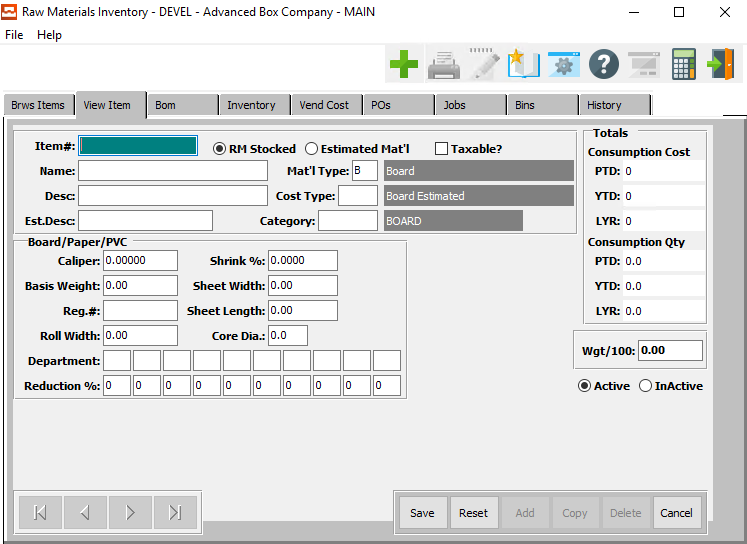 Raw Materials Inventory - DEVEL - Advanced Box Company - MAIN
File Help
Brws Items View Item Bom Inventory Vend Cost POs Jobs Bins History
Item#: RM Stocked Estimated Mat'l Taxable?
Name: Mat'l Type: B Board
Desc: Cost Type: Board Estimated
Est.Desc: Category: BOARD
Totals
Consumption Cost
PTD: 0
YTD: 0
LYR: 0
Consumption Qty
PTD: 0.0
YTD: 0.0
LYR: 0.0
Board/Paper/PVC
Caliper: 0.00000 Shrink %: 0.0000
Basis Weight: 0.00 Sheet Width: 0.00
Reg.#: Sheet Length: 0.00
Roll Width: 0.00 Core Dia.: 0.0
Department:
Reduction %: 0 0 0 0 0 0 0 0 0 0
Wgt/100: 0.00
Active InActive
Save Reset Add Copy Delete Cancel